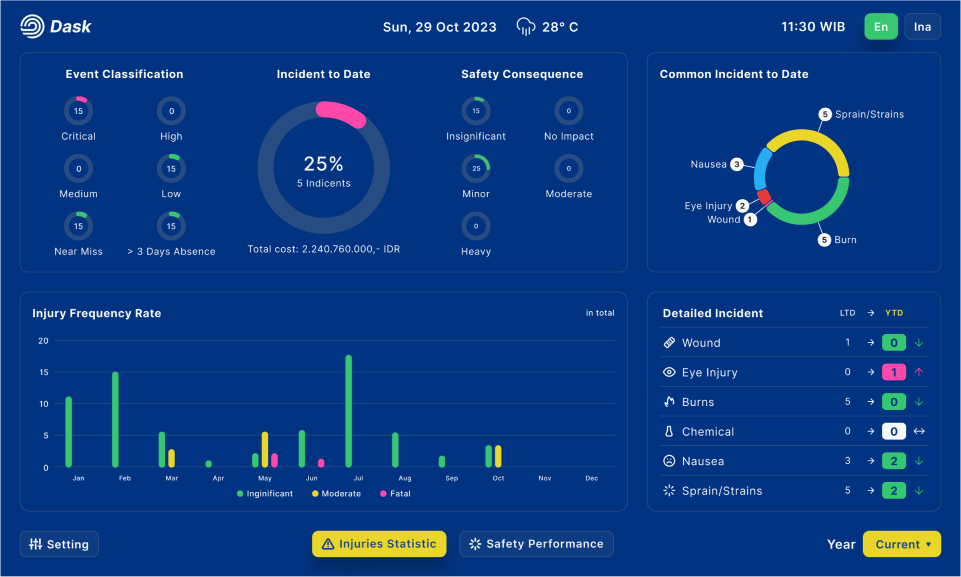 Dask
Sun, 29 Oct 2023
28° C
11:30 WIB
En
Ina
Event Classification
15
Critical
0
High
0
Medium
15
Low
15
Near Miss
15
> 3 Days Absence
Incident to Date
25%
5 Indicents
Total cost: 2.240.760.000,- IDR
Safety Consequence
15
Insignificant
0
No Impact
25
Minor
0
Moderate
0
Heavy
Common Incident to Date
5 Sprain/Strains
Nausea 3
Eye Injury 2
Wound 1
5 Burn
Injury Frequency Rate
in total
20
15
10
5
0
Jan Feb Mar Apr May Jun Jul Aug Sep Oct Nov Dec
Inginificant Moderate Fatal
Detailed Incident LTD → YTD
Wound 1 → 0 ↓
Eye Injury 0 → 1 ↑
Burns 5 → 0 ↓
Chemical 0 → 0 ↔
Nausea 3 → 2 ↓
Sprain/Strains 5 → 2 ↓
Setting
Injuries Statistic
Safety Performance
Year
Current